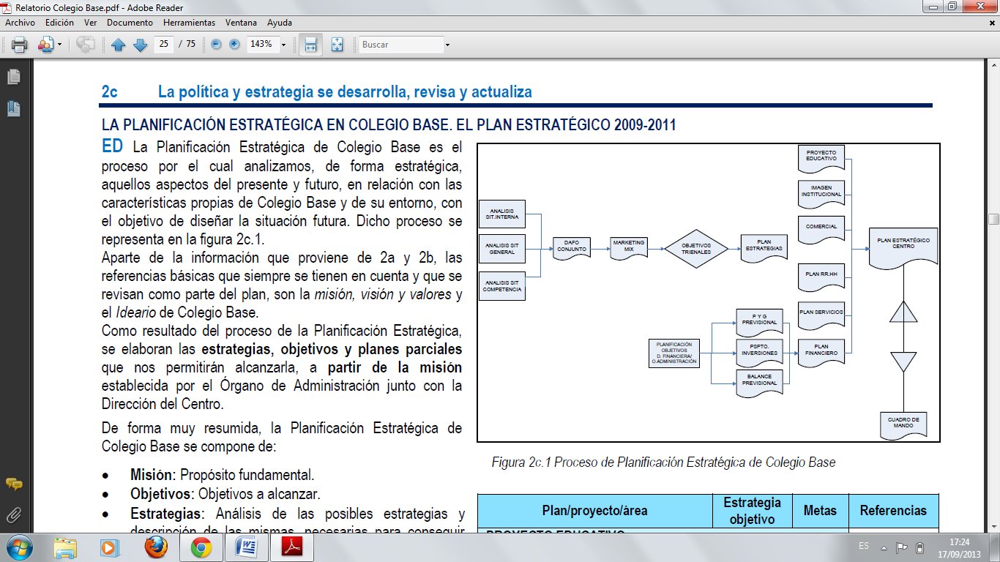 Relatorio Colegio Base.pdf - Adobe Reader
Archivo Edición Ver Documento Herramientas Ventana Ayuda
25 / 75 143% Buscar
2c La política y estrategia se desarrolla, revisa y actualiza
LA PLANIFICACIÓN ESTRATÉGICA EN COLEGIO BASE. EL PLAN ESTRATÉGICO 2009-2011
ED La Planificación Estratégica de Colegio Base es el
proceso por el cual analizamos, de forma estratégica,
aquellos aspectos del presente y futuro, en relación con las
características propias de Colegio Base y de su entorno, con
el objetivo de diseñar la situación futura. Dicho proceso se
representa en la figura 2c.1.
Aparte de la información que proviene de 2a y 2b, las
referencias básicas que siempre se tienen en cuenta y que se
revisan como parte del plan, son la misión, visión y valores y
el Ideario de Colegio Base.
Como resultado del proceso de la Planificación Estratégica,
se elaboran las estrategias, objetivos y planes parciales
que nos permitirán alcanzarla, a partir de la misión
establecida por el Órgano de Administración junto con la
Dirección del Centro.
De forma muy resumida, la Planificación Estratégica de
Colegio Base se compone de:
• Misión: Propósito fundamental.
• Objetivos: Objetivos a alcanzar.
• Estrategias: Análisis de las posibles estrategias y
descripción de las mismas, necesarias para conseguir
ANALISIS
SIT.INTERNA
ANALISIS SIT
GENERAL
ANALISIS SIT
COMPETENCIA
DAFO
CONJUNTO
MARKETING
MIX
OBJETIVOS
TRIENALES
PLAN
ESTRATEGIAS
PROYECTO
EDUCATIVO
IMAGEN
INSTITUCIONAL
COMERCIAL
PLAN RR.HH
PLAN SERVICIOS
PLAN
FINANCIERO
PLANIFICACIÓN
OBJETIVOS
D. FINANCIERA/
O.ADMINISTRACIÓN
P Y G
PREVISIONAL
PSPTO.
INVERSIONES
BALANCE
PREVISIONAL
PLAN ESTRATÉGICO
CENTRO
CUADRO DE
MANDO
Figura 2c.1 Proceso de Planificación Estratégica de Colegio Base
Plan/proyecto/área Estrategia objetivo Metas Referencias
PROYECTO EDUCATIVO
ES 17:24
17/09/2013